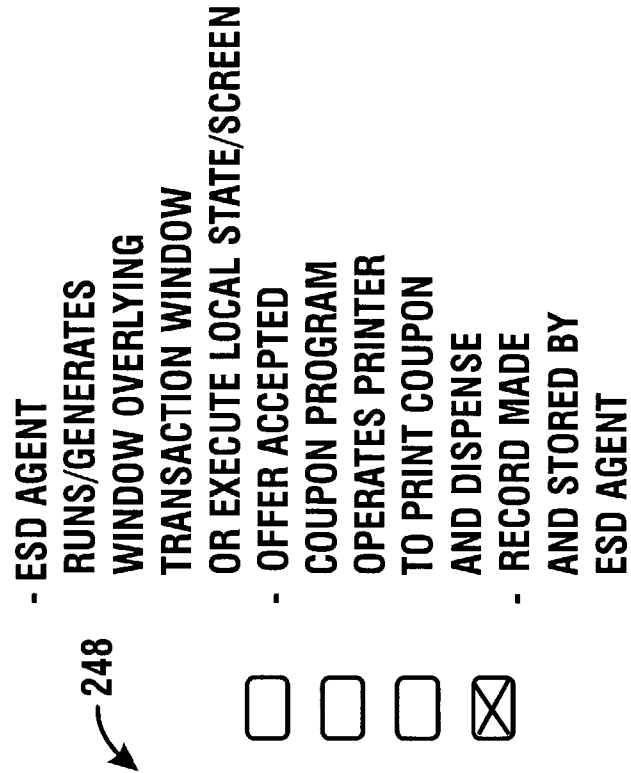 248
- ESD AGENT
RUNS/GENERATES
WINDOW OVERLYING
TRANSACTION WINDOW
OR EXECUTE LOCAL STATE/SCREEN
- OFFER ACCEPTED
COUPON PROGRAM
OPERATES PRINTER
TO PRINT COUPON
AND DISPENSE
- RECORD MADE
AND STORED BY
ESD AGENT